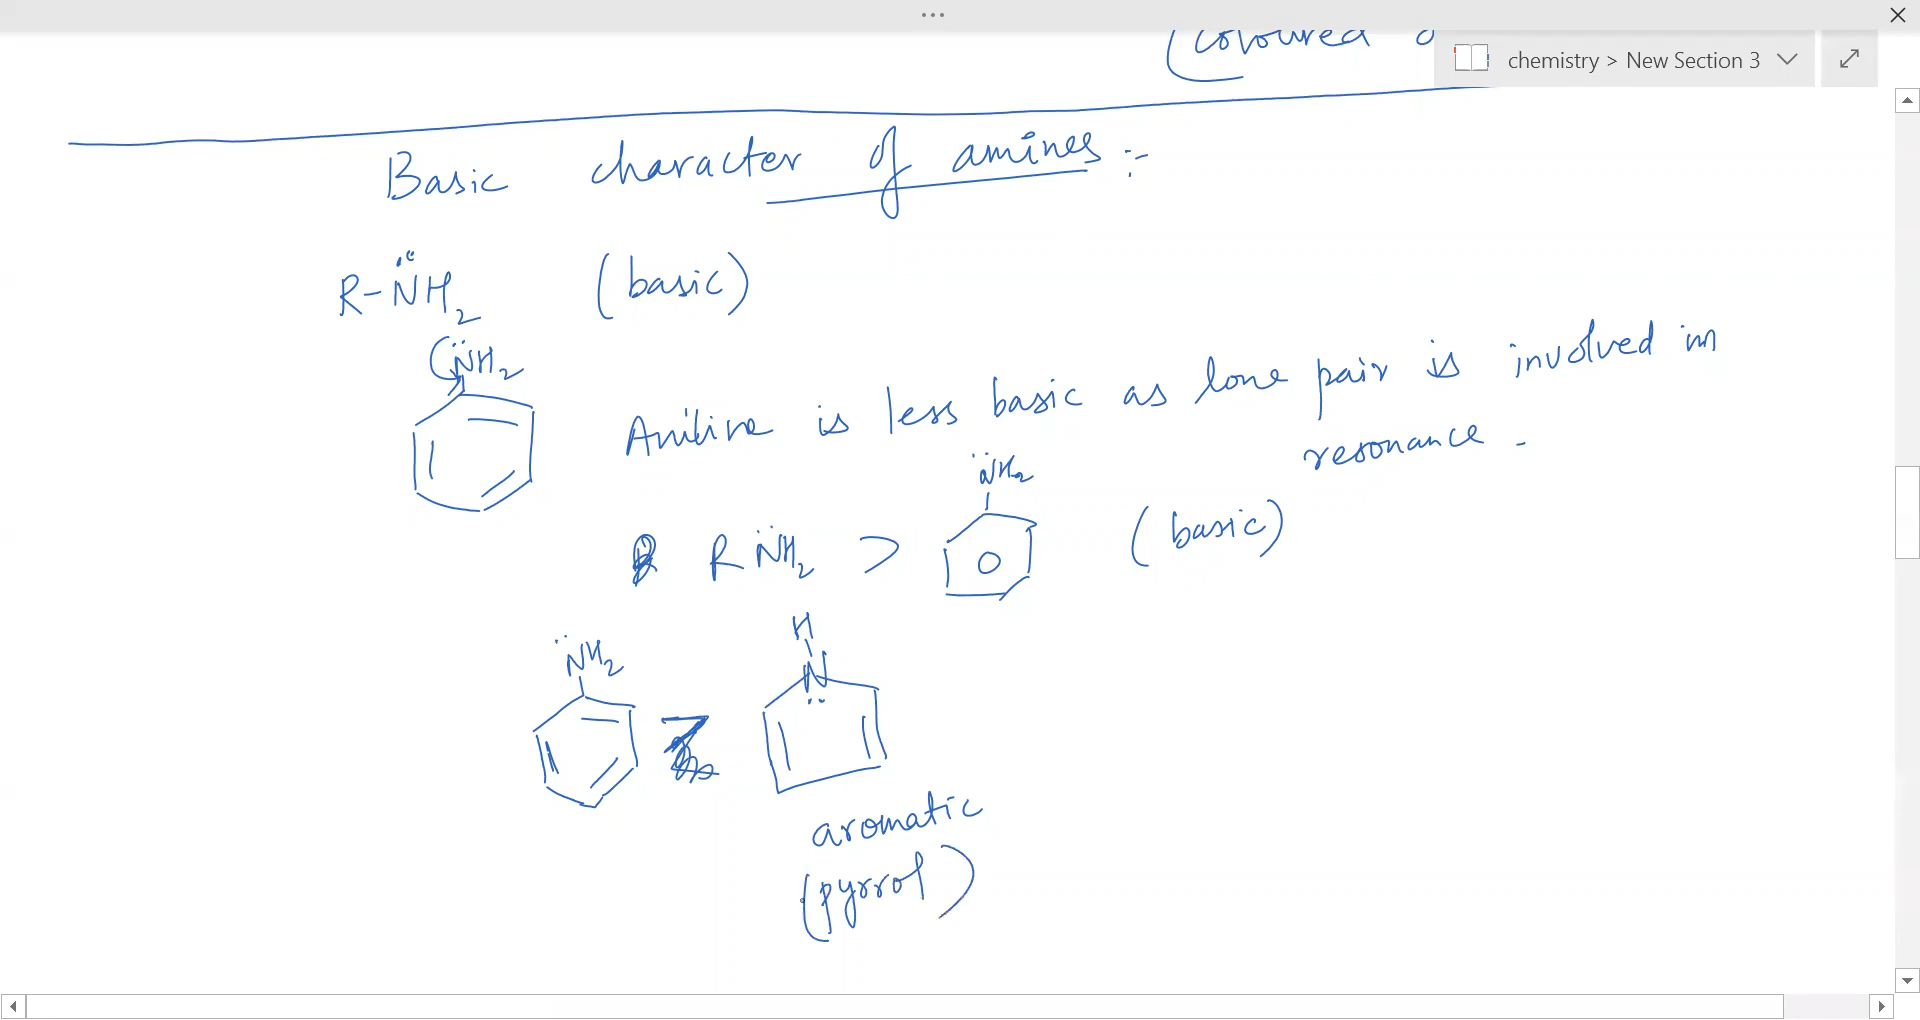 (coloured
chemistry > New Section 3
Basic character of amines :-
R-NH2 (basic)
NH2
Aniline is less basic as lone pair is involved in
resonance.
NH2
R NH2 > (basic)
H
NH2
N
aromatic
(pyrrol)